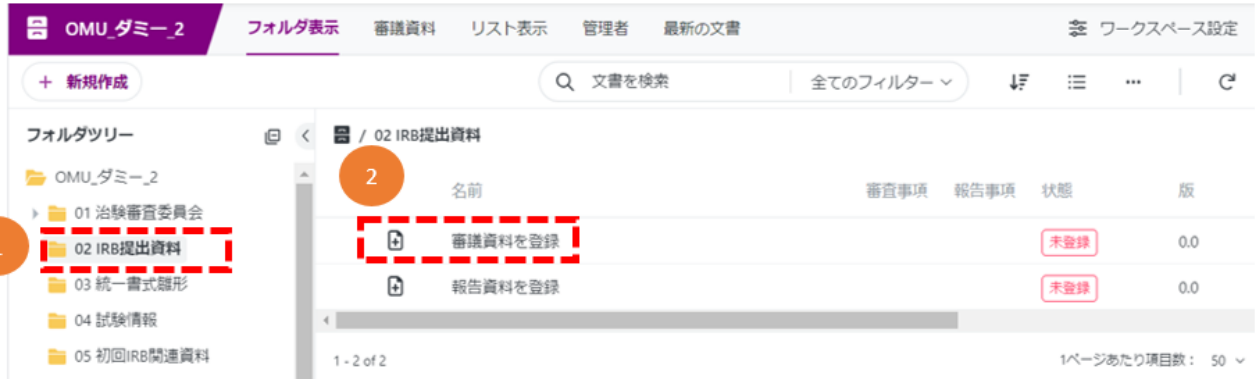 OMU_ダミー_2 フォルダ表示 審議資料 リスト表示 管理者 最新の文書 ワークスペース設定
+ 新規作成 文書を検索 全てのフィルター
フォルダツリー / 02 IRB提出資料
OMU_ダミー_2
2
名前 審査事項 報告事項 状態 版
01 治験審査委員会
02 IRB提出資料
審議資料を登録 未登録 0.0
03 統一書式雛形
報告資料を登録 未登録 0.0
04 試験情報
05 初回IRB関連資料
1 - 2 of 2 1ページあたり項目数： 50